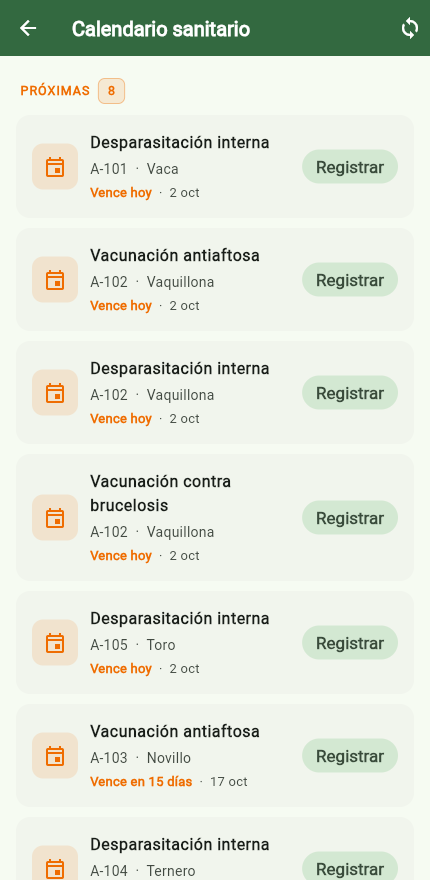 Calendario sanitario
PRÓXIMAS 8
Desparasitación interna
A-101 · Vaca
Vence hoy · 2 oct
Registrar
Vacunación antiaftosa
A-102 · Vaquillona
Vence hoy · 2 oct
Registrar
Desparasitación interna
A-102 · Vaquillona
Vence hoy · 2 oct
Registrar
Vacunación contra
brucelosis
A-102 · Vaquillona
Vence hoy · 2 oct
Registrar
Desparasitación interna
A-105 · Toro
Vence hoy · 2 oct
Registrar
Vacunación antiaftosa
A-103 · Novillo
Vence en 15 días · 17 oct
Registrar
Desparasitación interna
A-104 · Ternero
Registrar